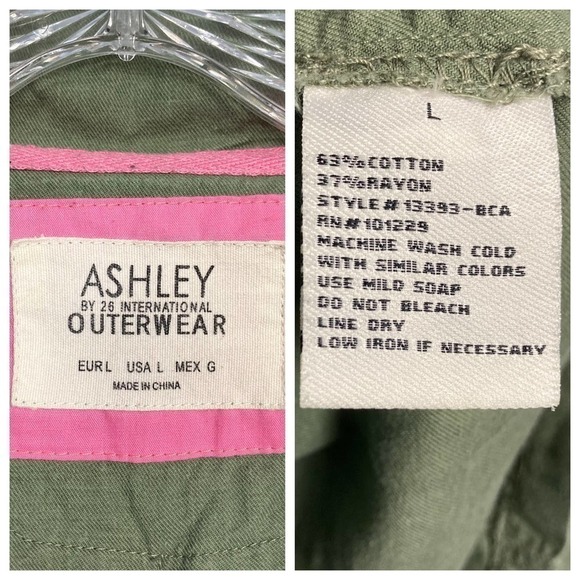 ASHLEY
BY 26 INTERNATIONAL
OUTERWEAR
EUR L USA L MEX G
MADE IN CHINA
L
63%COTTON
37%RAYON
STYLE# 13393-BCA
RN#101229
MACHINE WASH COLD
WITH SIMILAR COLORS
USE MILD SOAP
DO NOT BLEACH
LINE DRY
LOW IRON IF NECESSARY